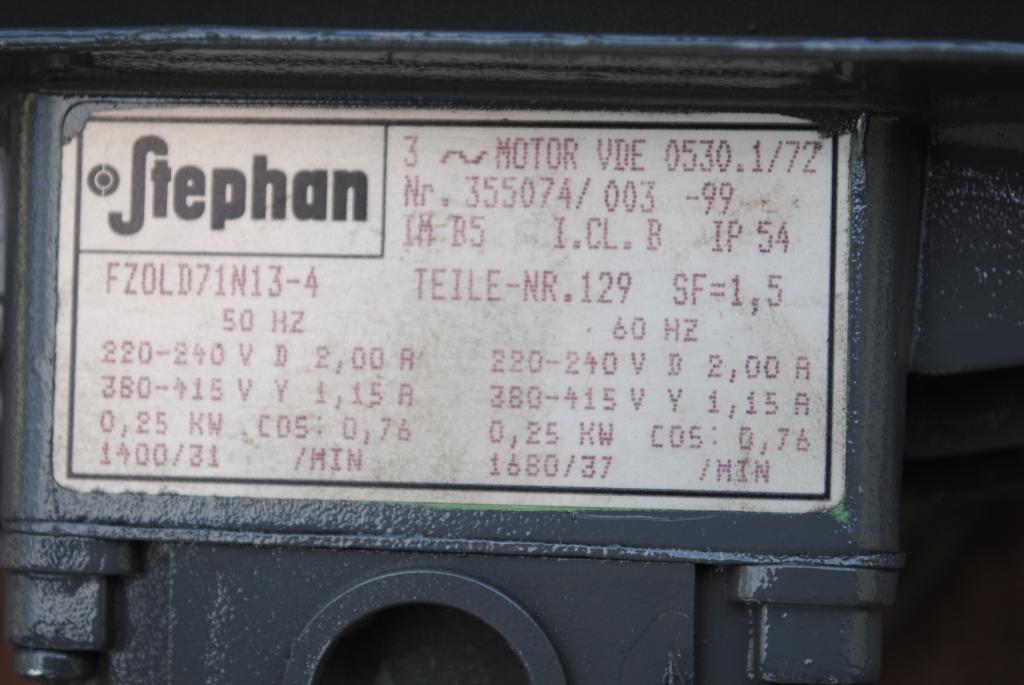 Stephan
3 ~ MOTOR VDE 0530.1/72
Nr. 355074/ 003 -99
IM B5 I.CL. B IP 54
FZOLD71N13-4 TEILE-NR.129 SF=1,5
50 HZ 60 HZ
220-240 V D 2,00 A 220-240 V D 2,00 A
380-415 V Y 1,15 A 380-415 V Y 1,15 A
0,25 KW COS: 0,76 0,25 KW COS: 0,76
1400/31 /MIN 1680/37 /MIN